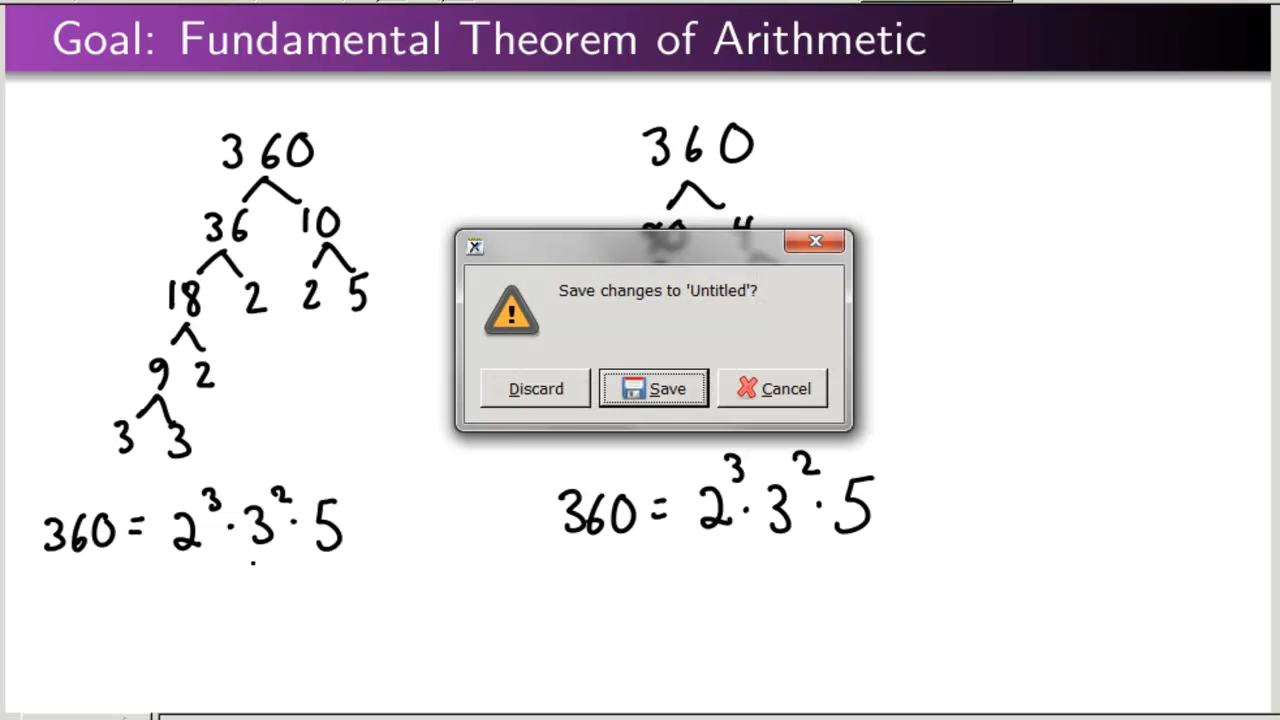 Goal: Fundamental Theorem of Arithmetic
360
36 10
18 2 2 5
9 2
3 3
360 = 2³·3²·5
360
4
Save changes to 'Untitled'?
Discard Save Cancel
360 = 2³·3²·5